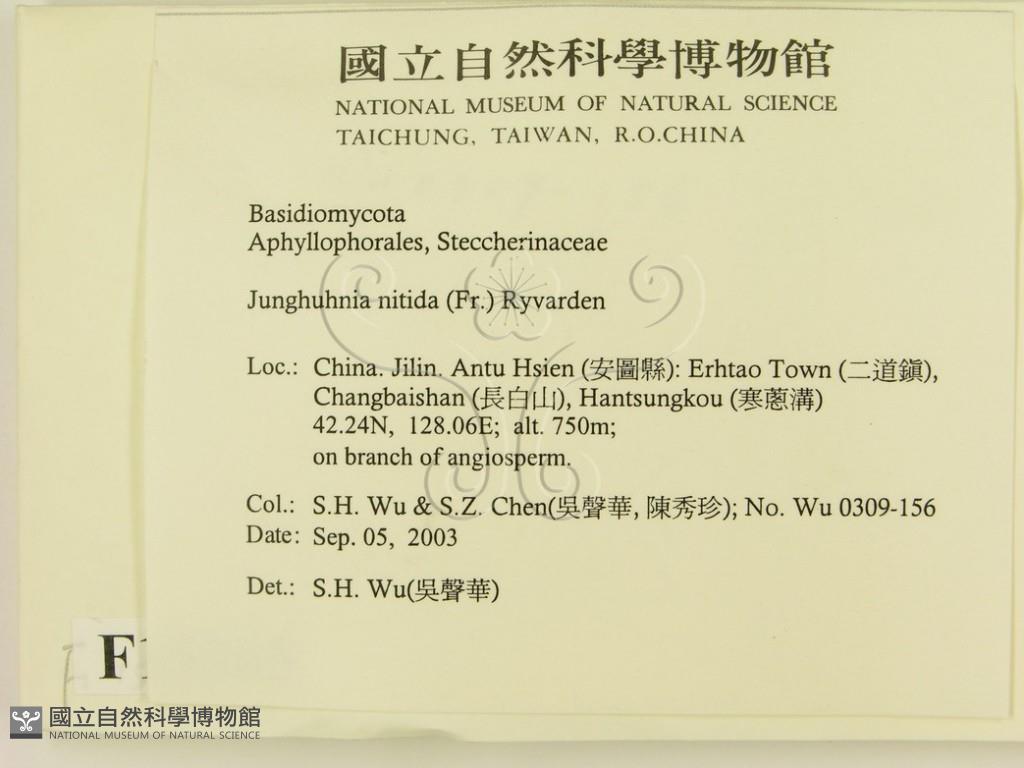 國立自然科學博物館
NATIONAL MUSEUM OF NATURAL SCIENCE
TAICHUNG, TAIWAN, R.O.CHINA
Basidiomycota
Aphyllophorales, Steccherinaceae
Junghuhnia nitida (Fr.) Ryvarden
Loc.: China. Jilin. Antu Hsien (安圖縣): Erhtao Town (二道鎮),
Changbaishan (長白山), Hantsungkou (寒蔥溝)
42.24N, 128.06E; alt. 750m;
on branch of angiosperm.
Col.: S.H. Wu & S.Z. Chen(吳聲華, 陳秀珍); No. Wu 0309-156
Date: Sep. 05, 2003
Det.: S.H. Wu(吳聲華)
F
國立自然科學博物館
NATIONAL MUSEUM OF NATURAL SCIENCE